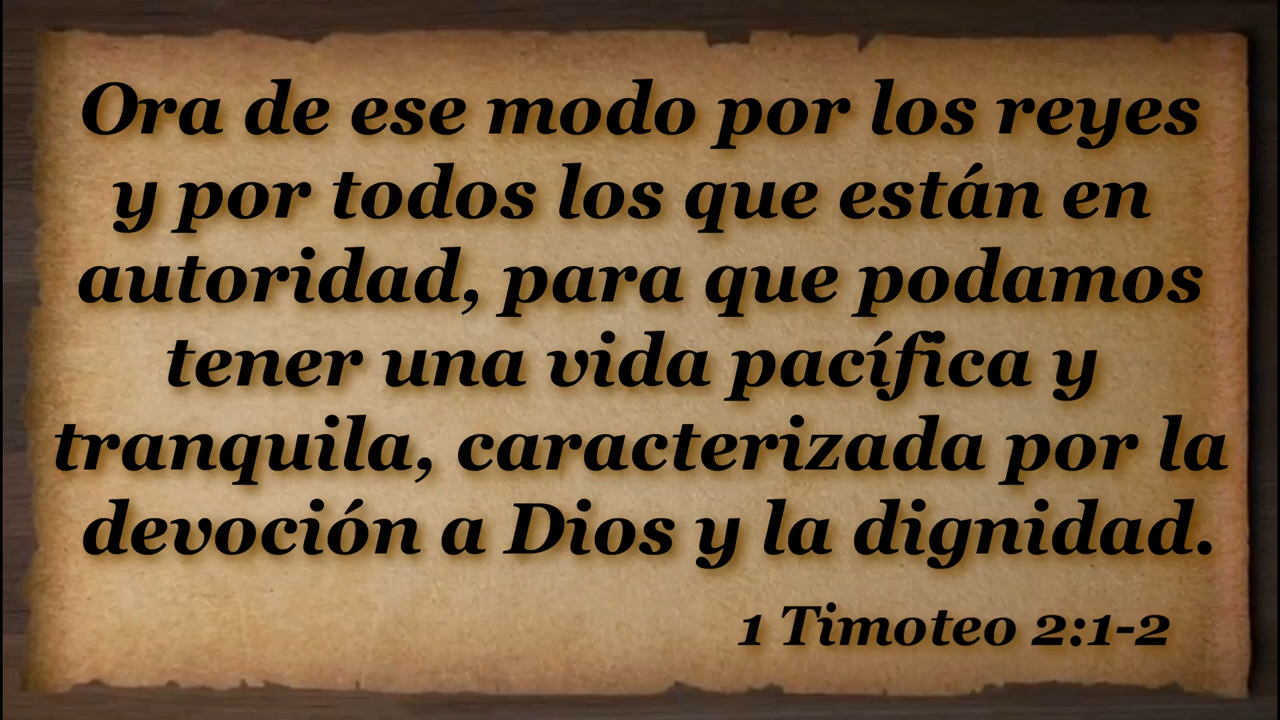 Ora de ese modo por los reyes
y por todos los que están en
autoridad, para que podamos
tener una vida pacífica y
tranquila, caracterizada por la
devoción a Dios y la dignidad.
1 Timoteo 2:1-2